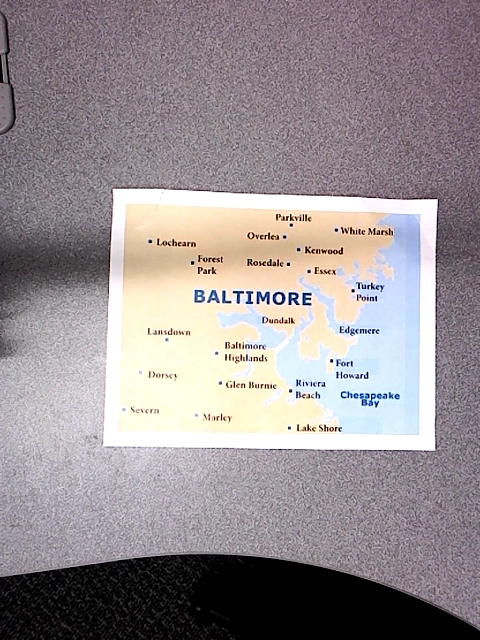 Parkville
White Marsh
Overlea
Lochearn
Kenwood
Forest
Park
Rosedale
Essex
Turkey
Point
BALTIMORE
Dundalk
Edgemere
Lansdown
Baltimore
Highlands
Fort
Howard
Dorsey
Glen Burnie
Riviera
Beach
Chesapeake
Bay
Severn
Marley
Lake Shore